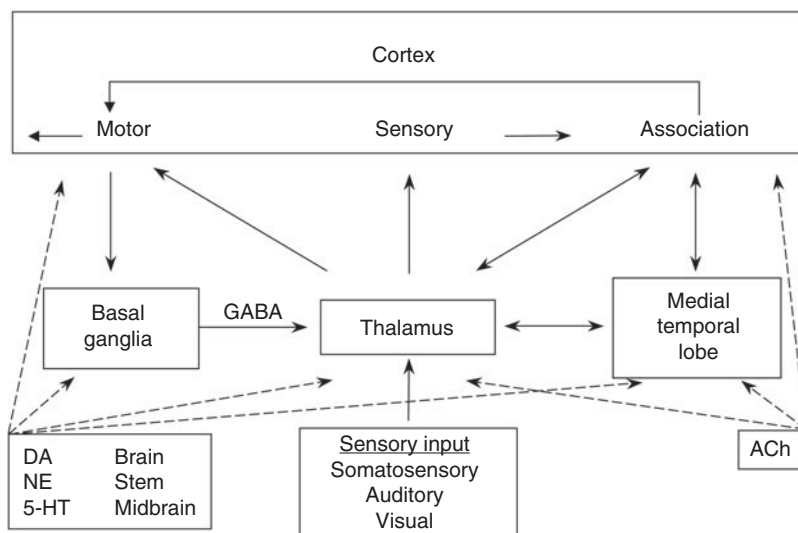 Cortex
Motor Sensory Association
Basal
ganglia
GABA
Thalamus
Medial
temporal
lobe
DA Brain
NE Stem
5-HT Midbrain
Sensory input
Somatosensory
Auditory
Visual
ACh